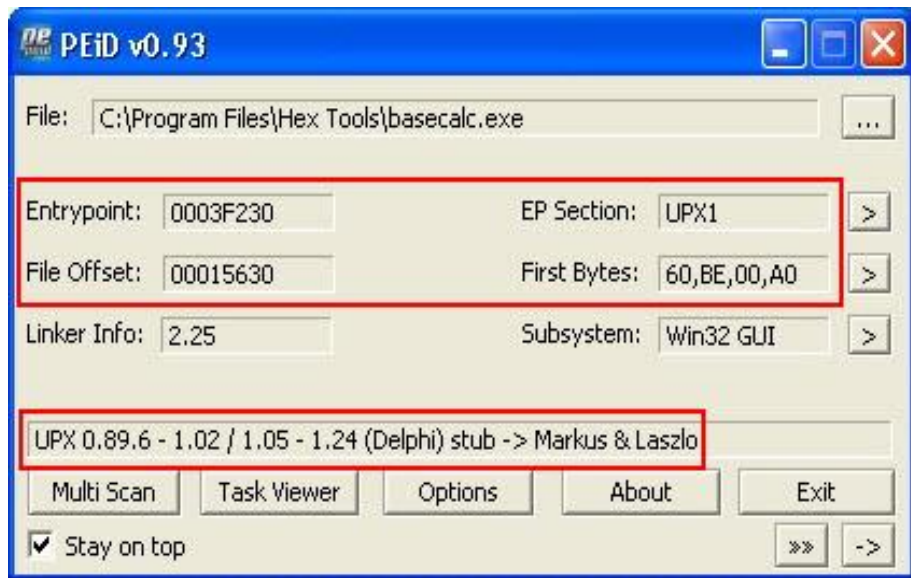 PEiD v0.93
File: C:\Program Files\Hex Tools\basecalc.exe ...
Entrypoint: 0003F230 EP Section: UPX1 >
File Offset: 00015630 First Bytes: 60,BE,00,A0 >
Linker Info: 2.25 Subsystem: Win32 GUI >
UPX 0.89.6 - 1.02 / 1.05 - 1.24 (Delphi) stub -> Markus & Laszlo
Multi Scan Task Viewer Options About Exit
Stay on top »» ->